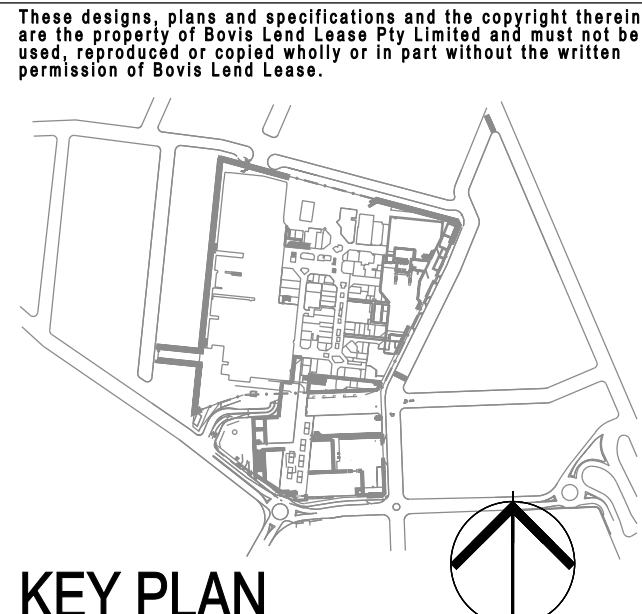 These designs, plans and specifications and the copyright therein
are the property of Bovis Lend Lease Pty Limited and must not be
used, reproduced or copied wholly or in part without the written
permission of Bovis Lend Lease.
KEY PLAN